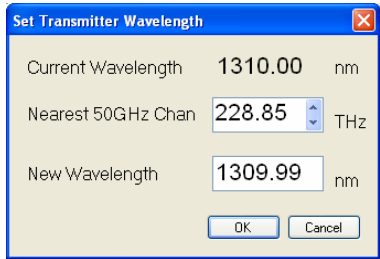 Set Transmitter Wavelength
Current Wavelength 1310.00 nm
Nearest 50GHz Chan 228.85 THz
New Wavelength 1309.99 nm
OK Cancel